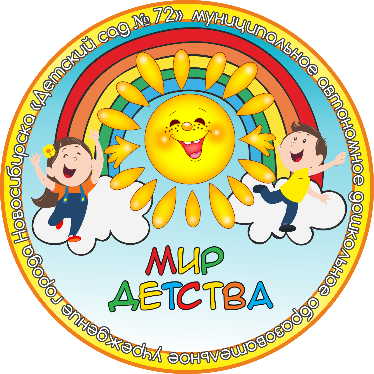 муниципальное автономное дошкольное образовательное учреждение города Новосибирска «Детский сад № 72»
МИР
ДЕТСТВА